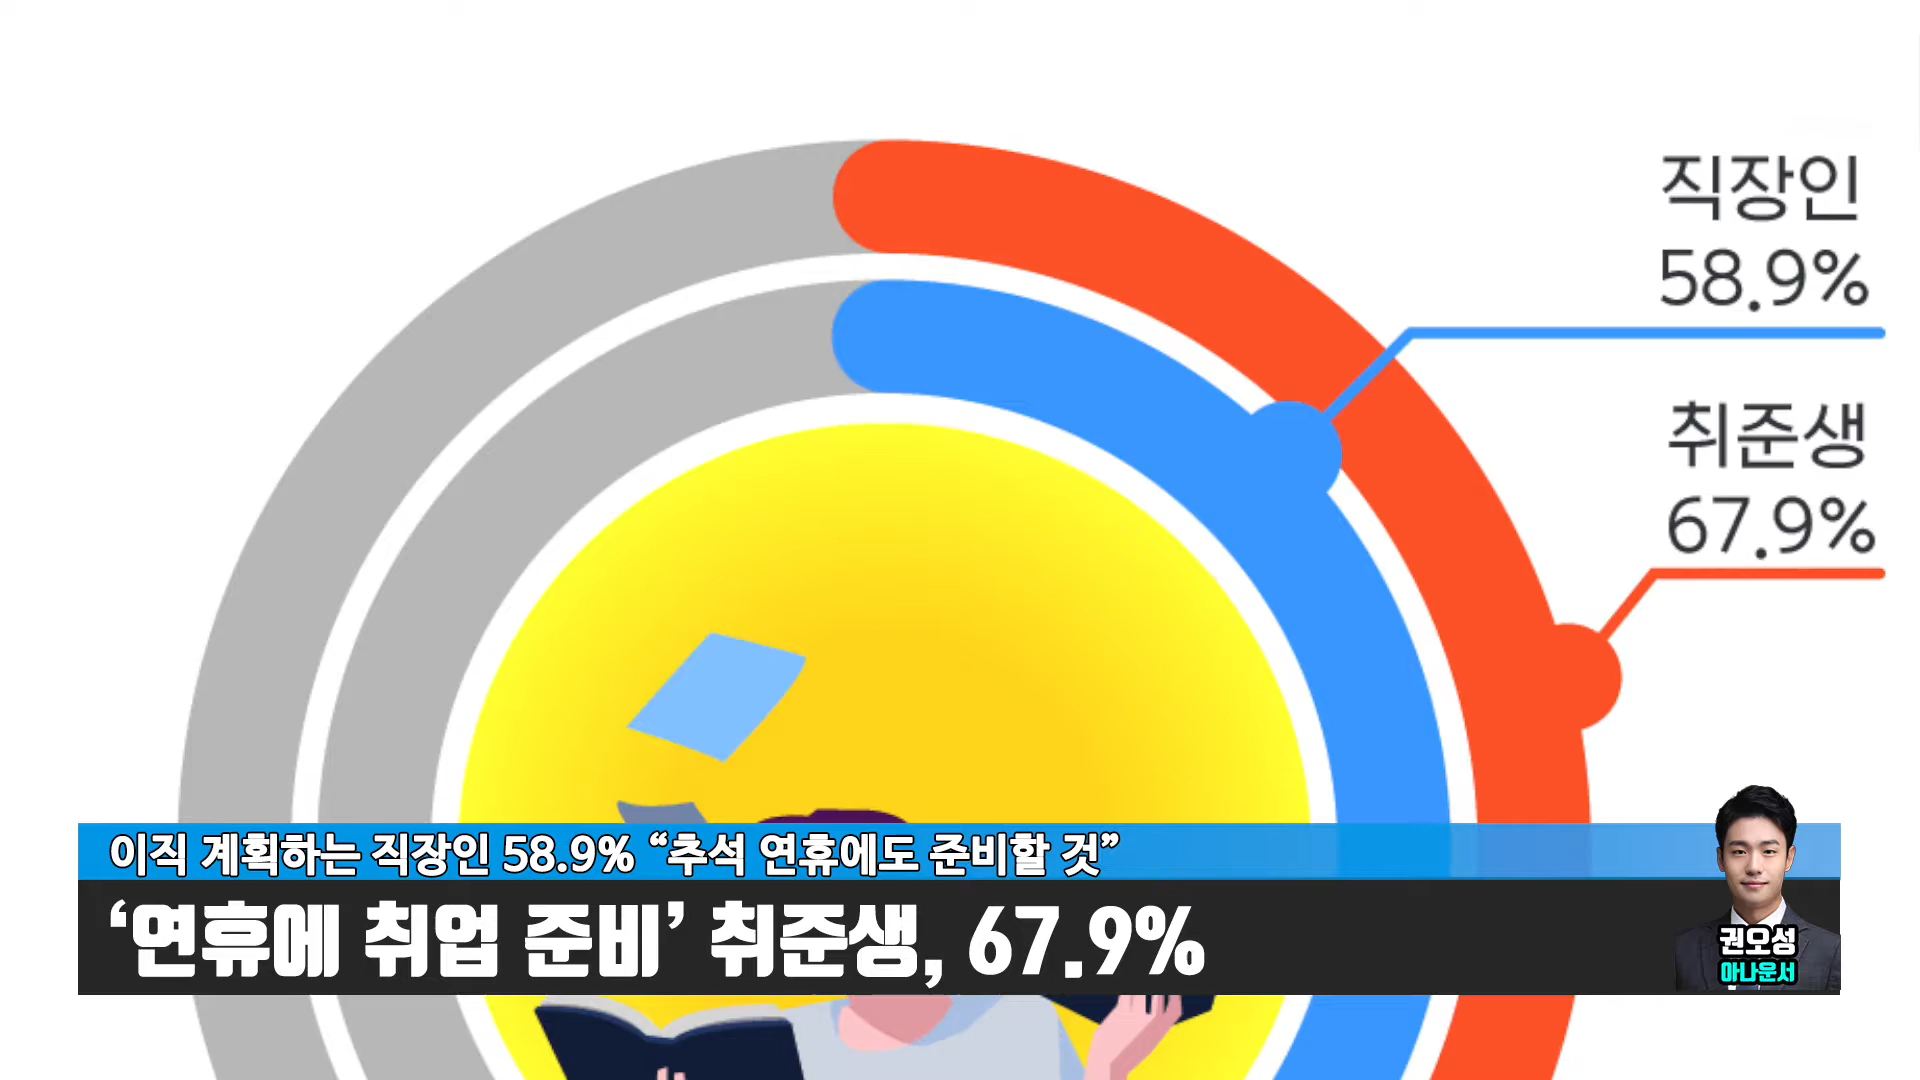 직장인
58.9%
취준생
67.9%
이직 계획하는 직장인 58.9% “추석 연휴에도 준비할 것”
‘연휴에 취업 준비’ 취준생, 67.9%
권오성
아나운서